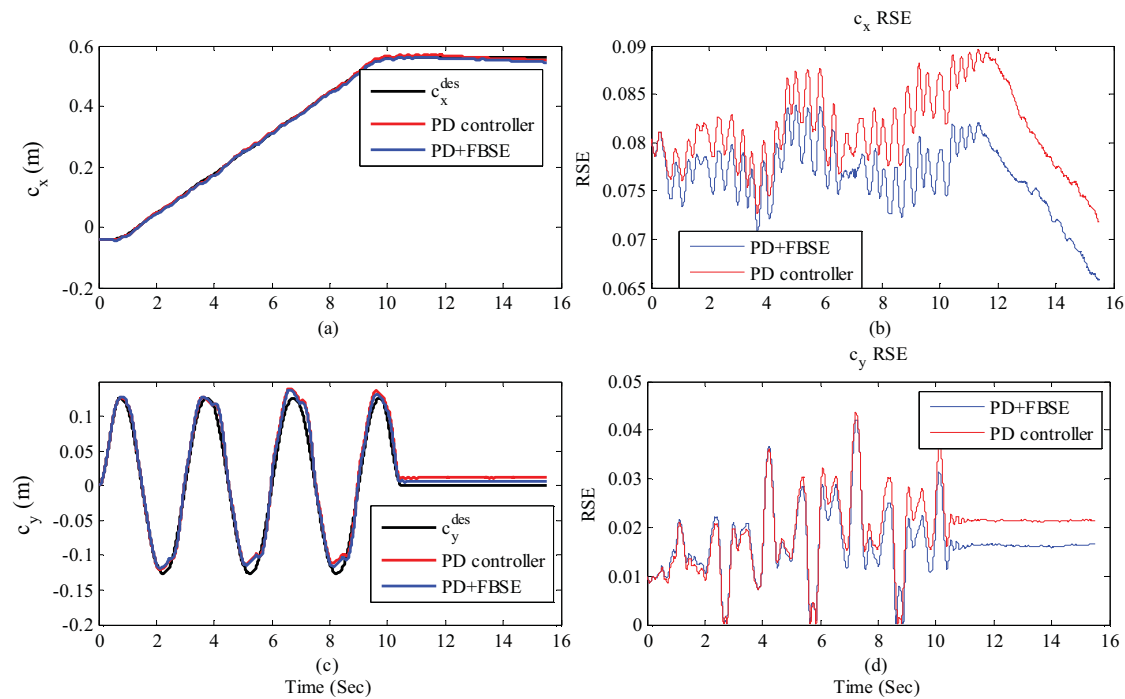 0.6
0.4
0.2
0
-0.2
c_x (m)
0 2 4 6 8 10 12 14 16
(a)
c_x^des
PD controller
PD+FBSE
c_x RSE
0.09
0.085
0.08
0.075
0.07
0.065
RSE
0 2 4 6 8 10 12 14 16
(b)
PD+FBSE
PD controller
0.1
0.05
0
-0.05
-0.1
-0.2
c_y (m)
0 2 4 6 8 10 12 14 16
(c)
Time (Sec)
c_y^des
PD controller
PD+FBSE
c_y RSE
0.05
0.04
0.03
0.02
0.01
0
RSE
0 2 4 6 8 10 12 14 16
(d)
Time (Sec)
PD+FBSE
PD controller